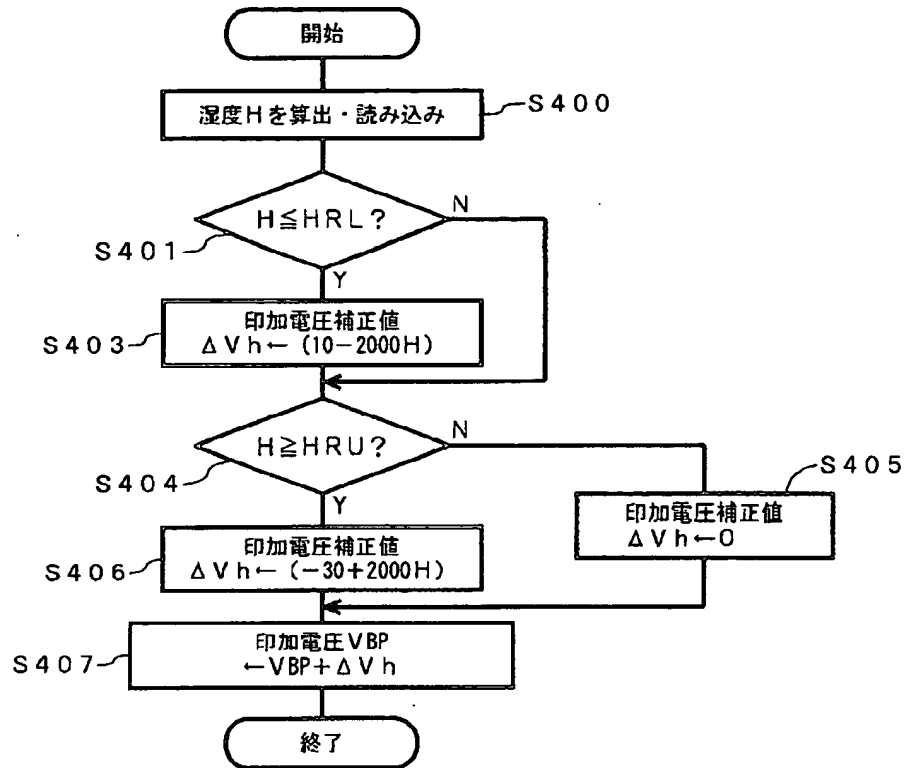 開始
湿度Hを算出・読み込み
S400
H≦HRL?
N
S401
Y
印加電圧補正値
ΔVh←(10-2000H)
S403
H≧HRU?
N
S404
Y
S405
印加電圧補正値
ΔVh←0
印加電圧補正値
ΔVh←(-30+2000H)
S406
印加電圧VBP
←VBP+ΔVh
S407
終了